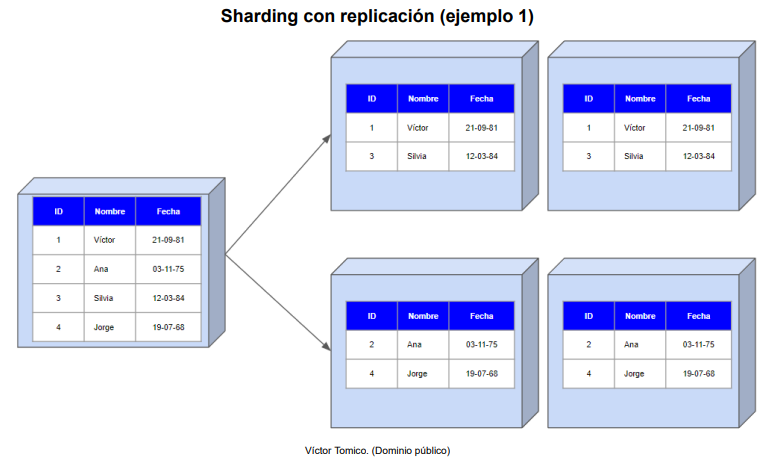 Sharding con replicación (ejemplo 1)
ID Nombre Fecha
1 Víctor 21-09-81
3 Silvia 12-03-84
ID Nombre Fecha
1 Víctor 21-09-81
3 Silvia 12-03-84
ID Nombre Fecha
1 Víctor 21-09-81
2 Ana 03-11-75
3 Silvia 12-03-84
4 Jorge 19-07-68
ID Nombre Fecha
2 Ana 03-11-75
4 Jorge 19-07-68
ID Nombre Fecha
2 Ana 03-11-75
4 Jorge 19-07-68
Víctor Tomico. (Dominio público)